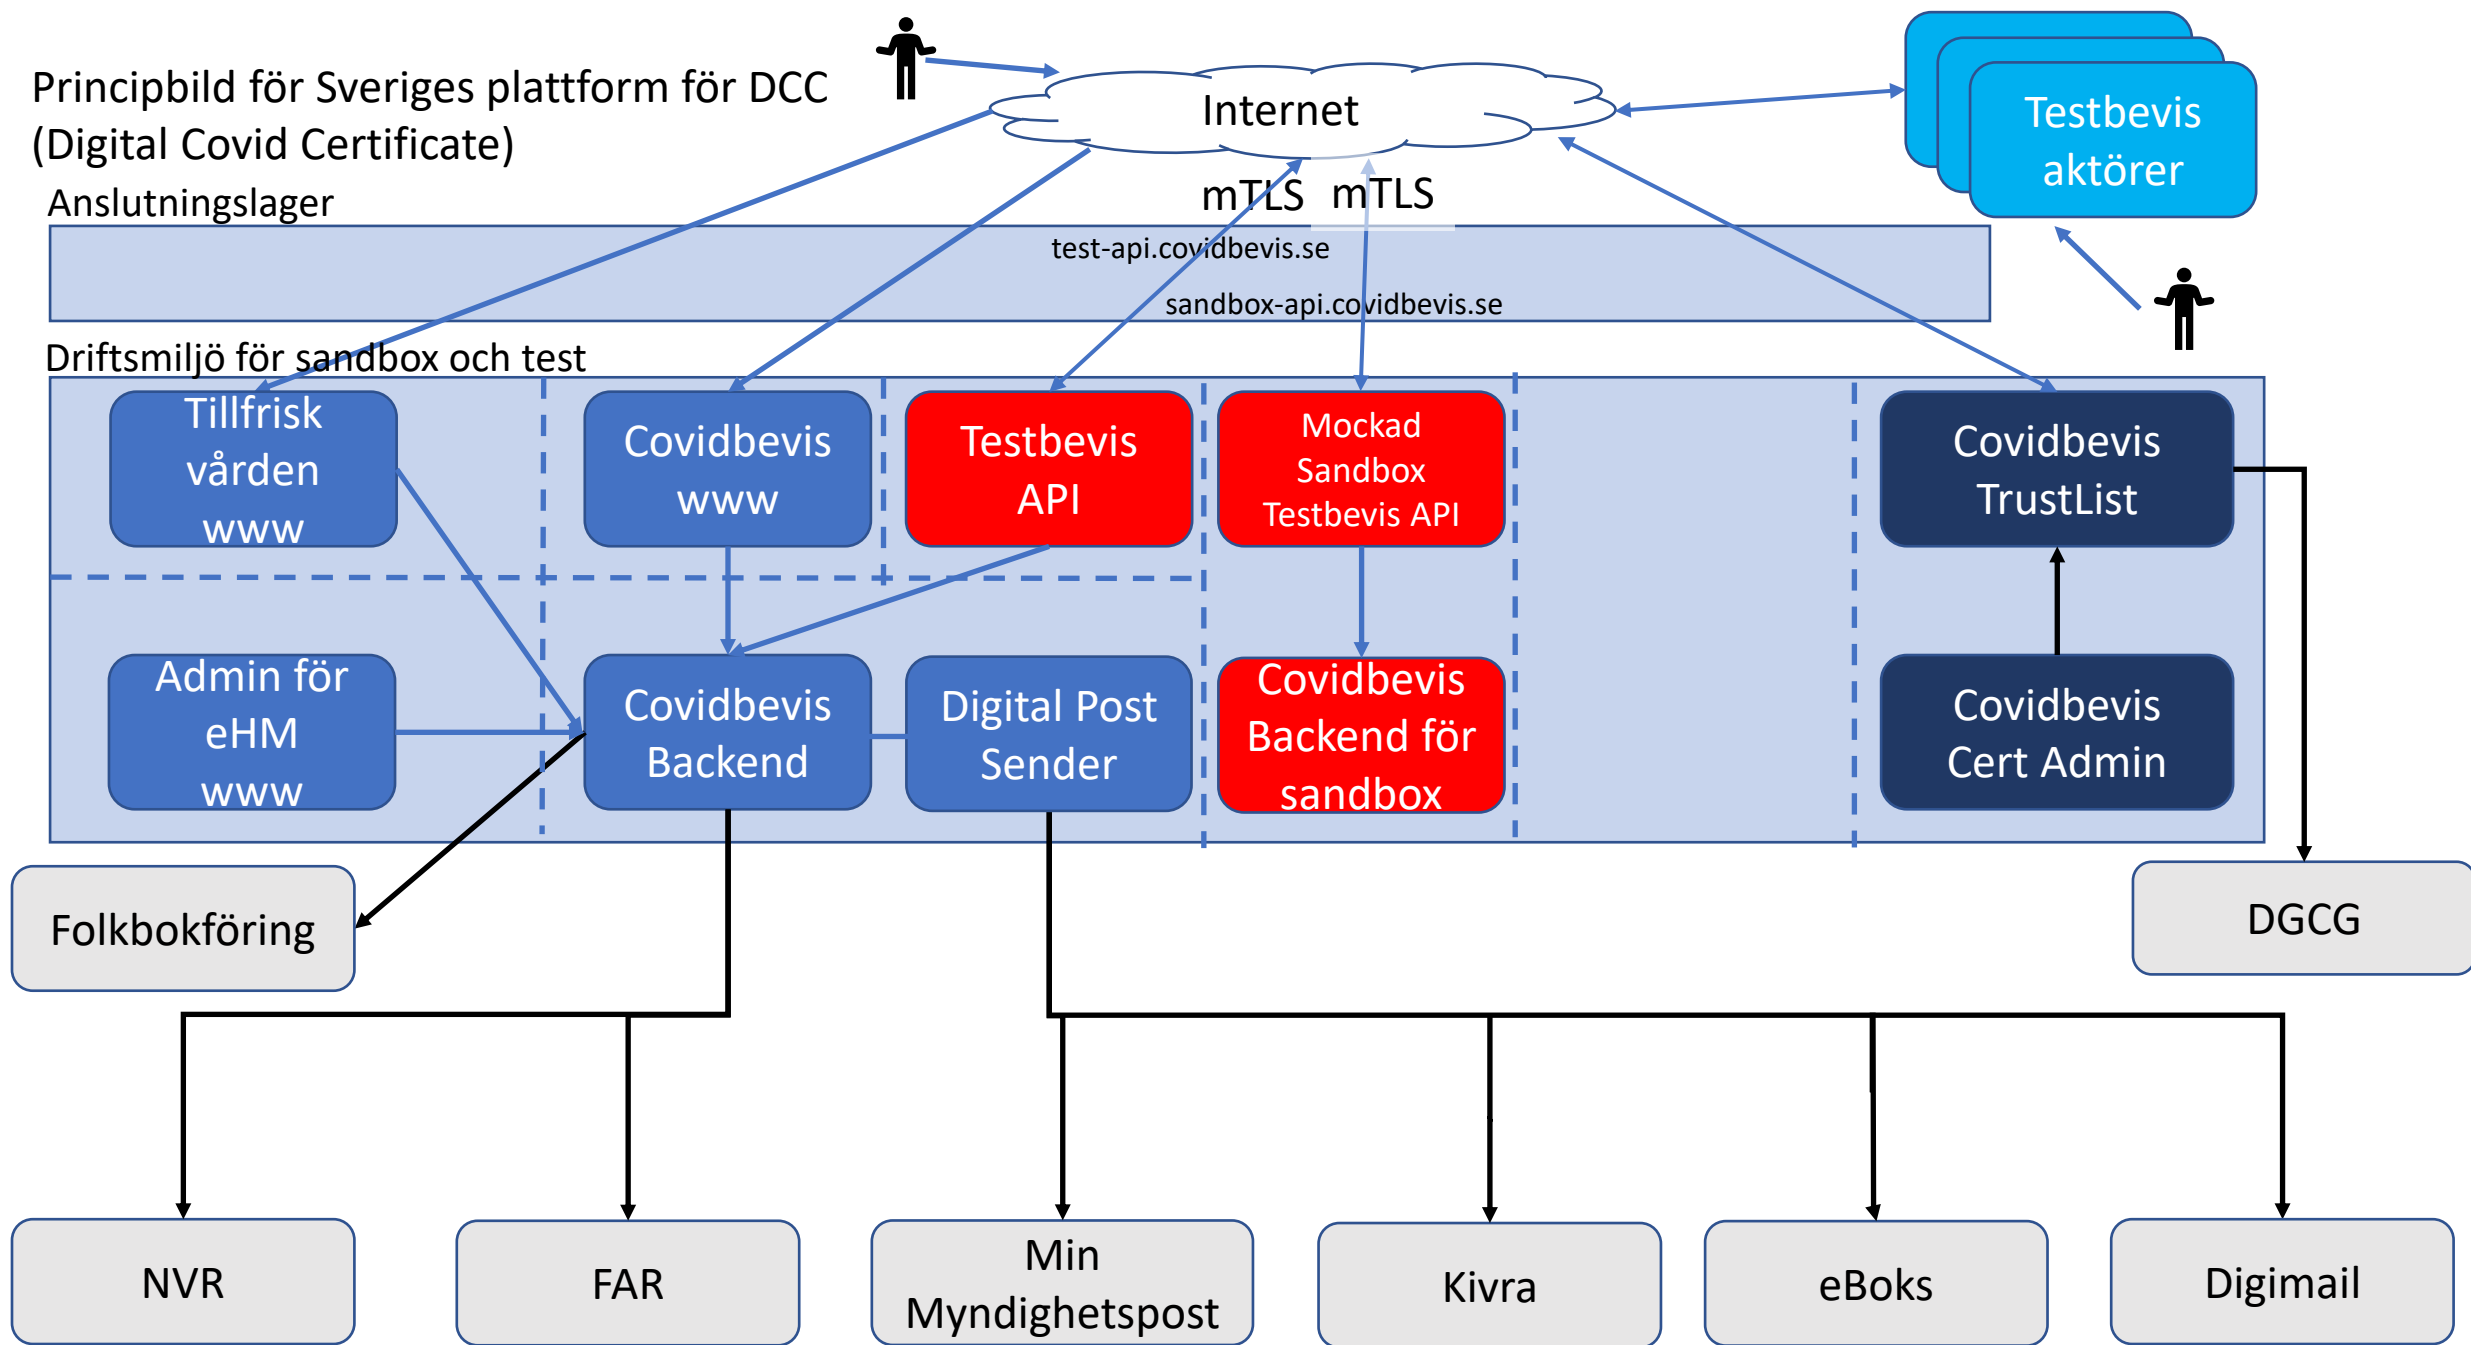 Principbild för Sveriges plattform för DCC
(Digital Covid Certificate)
Internet
Testbevis
aktörer
Anslutningslager
mTLS
mTLS
test-api.covidbevis.se
sandbox-api.covidbevis.se
Driftsmiljö för sandbox och test
Tillfrisk
vården
www
Covidbevis
www
Testbevis
API
Mockad
Sandbox
Testbevis API
Covidbevis
TrustList
Admin för
eHM
www
Covidbevis
Backend
Digital Post
Sender
Covidbevis
Backend för
sandbox
Covidbevis
Cert Admin
Folkbokföring
DGCG
NVR
FAR
Min
Myndighetspost
Kivra
eBoks
Digimail